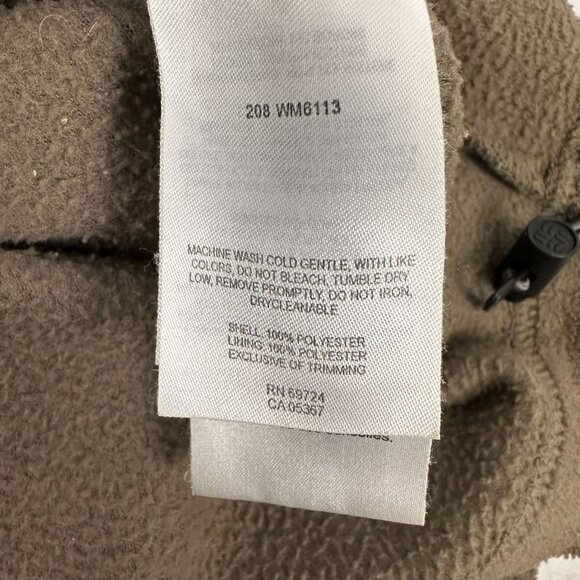 208 WM6113
MACHINE WASH COLD GENTLE, WITH LIKE
COLORS, DO NOT BLEACH, TUMBLE DRY
LOW, REMOVE PROMPTLY, DO NOT IRON,
DRYCLEANABLE
SHELL: 100% POLYESTER
LINING: 100% POLYESTER
EXCLUSIVE OF TRIMMING
RN 69724
CA 05367